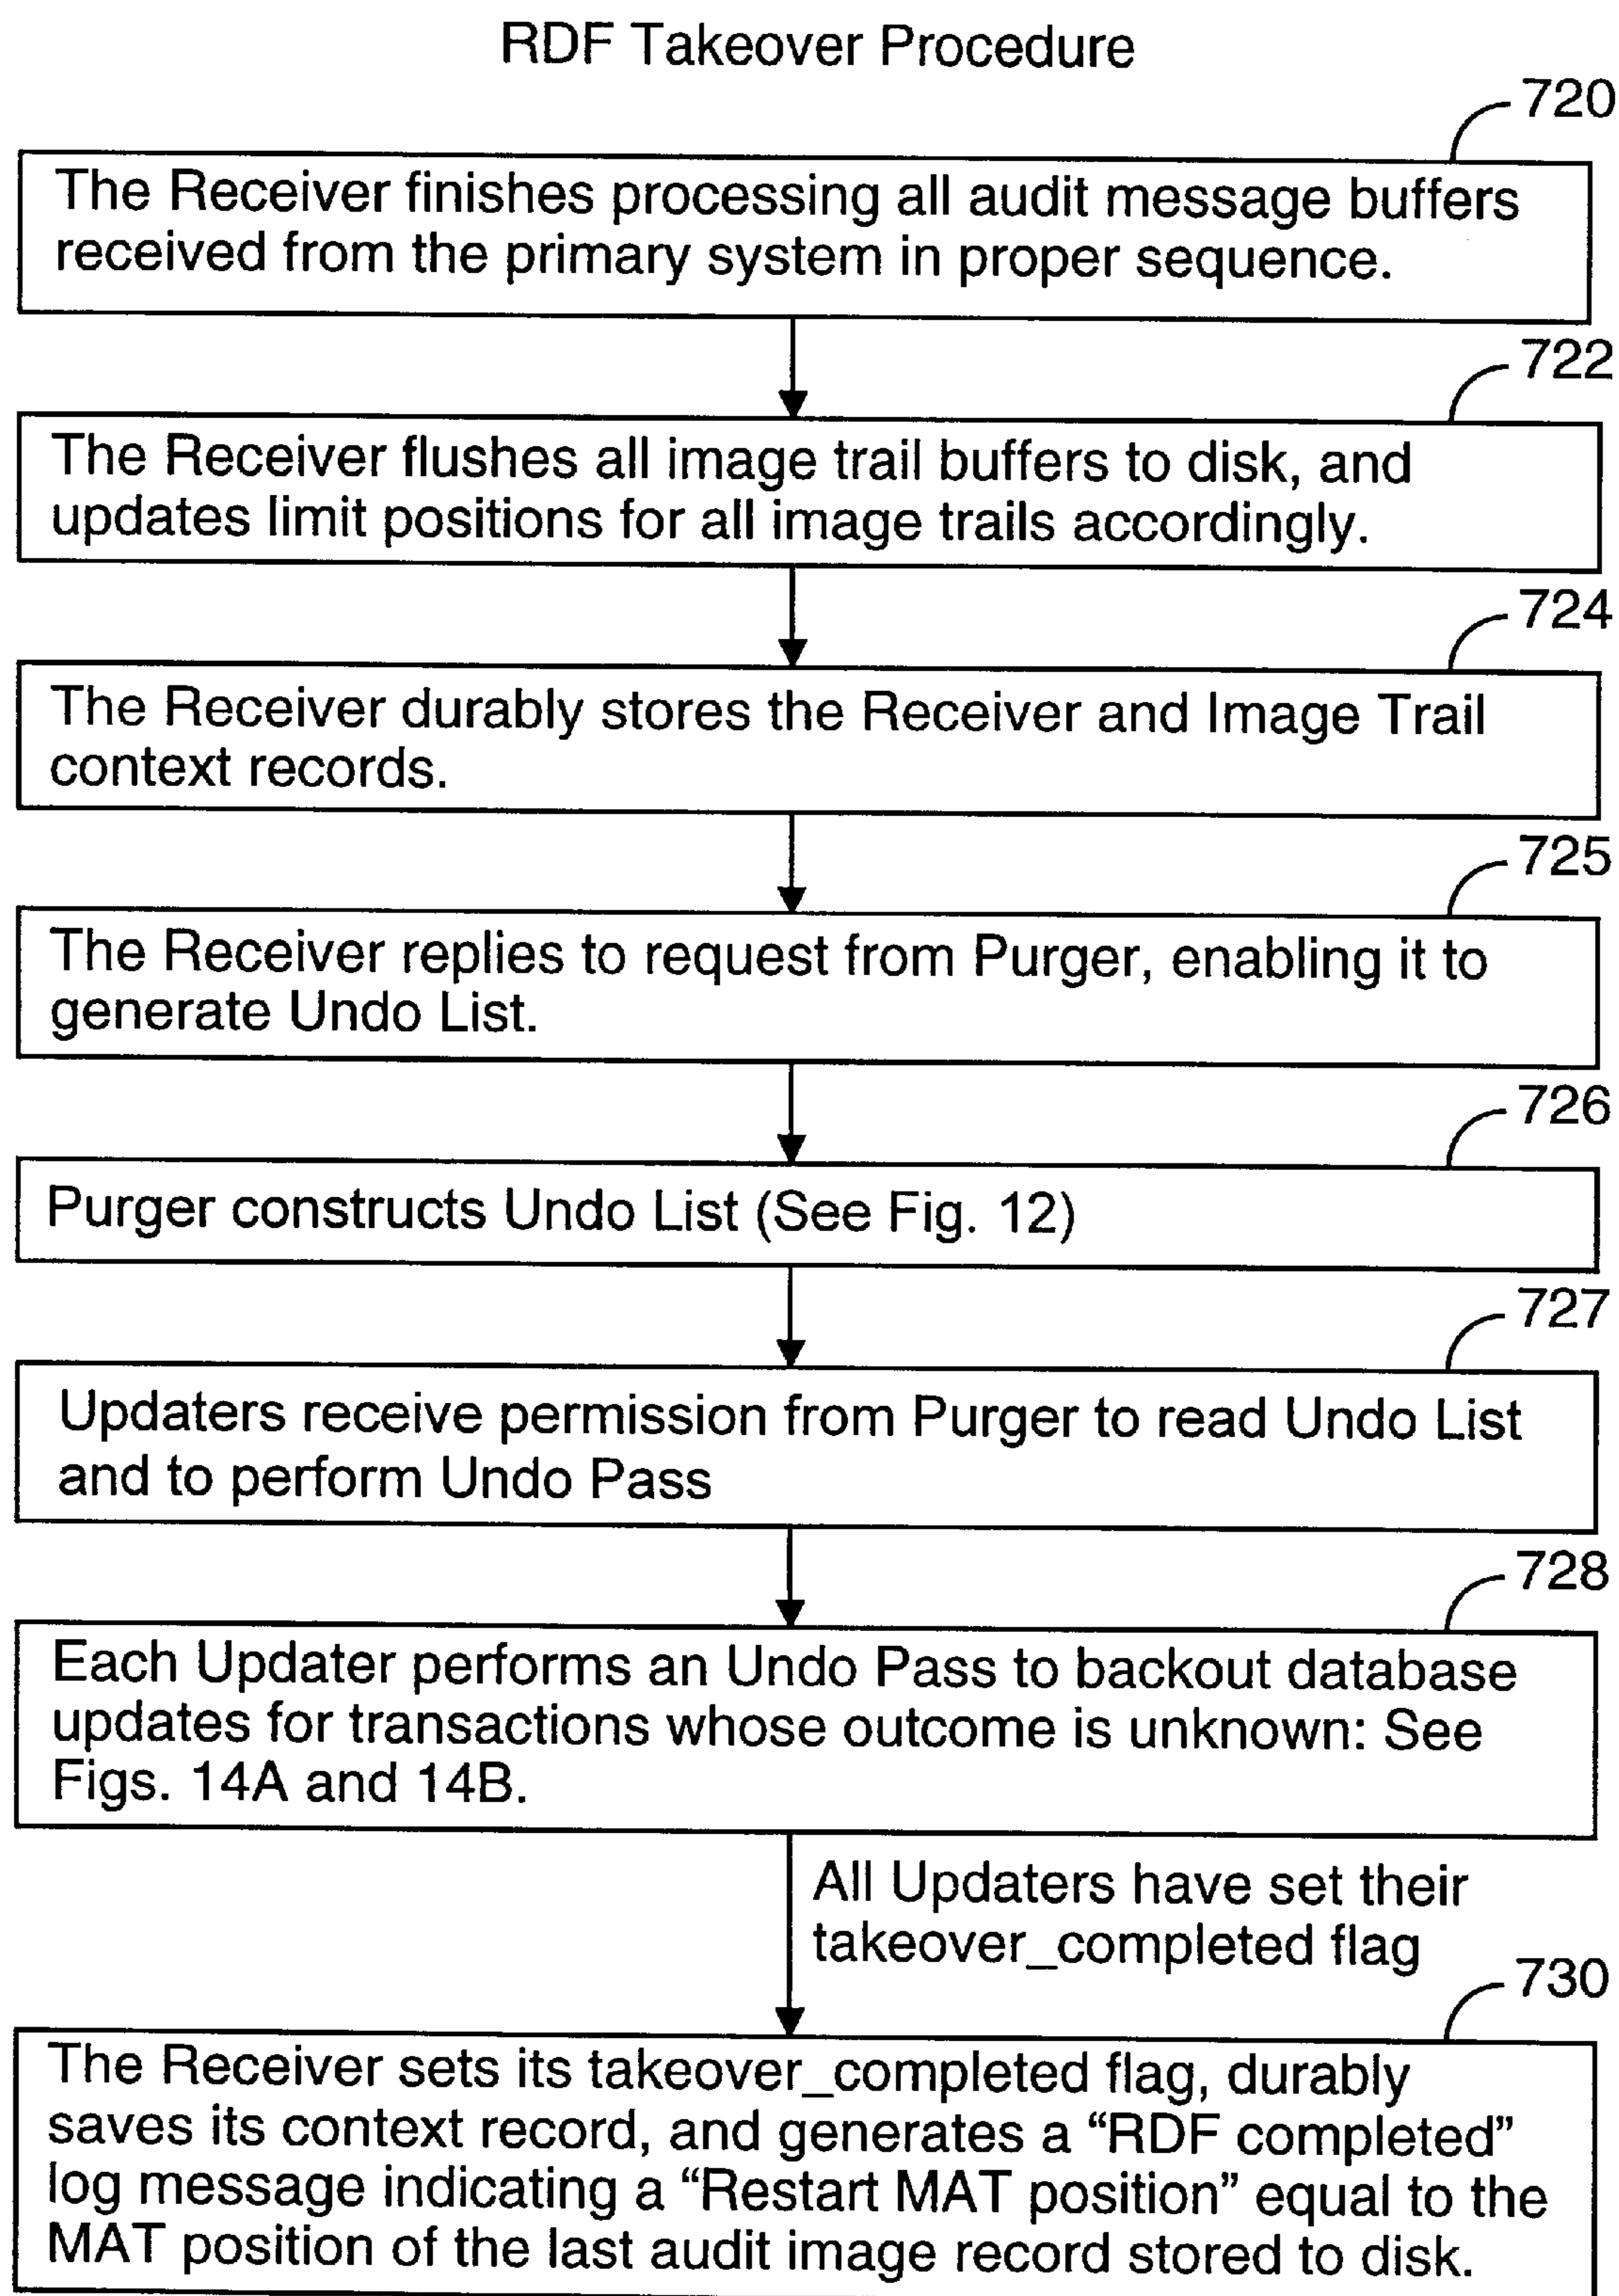 RDF Takeover Procedure
720
The Receiver finishes processing all audit message buffers
received from the primary system in proper sequence.
722
The Receiver flushes all image trail buffers to disk, and
updates limit positions for all image trails accordingly.
724
The Receiver durably stores the Receiver and Image Trail
context records.
725
The Receiver replies to request from Purger, enabling it to
generate Undo List.
726
Purger constructs Undo List (See Fig. 12)
727
Updaters receive permission from Purger to read Undo List
and to perform Undo Pass
728
Each Updater performs an Undo Pass to backout database
updates for transactions whose outcome is unknown: See
Figs. 14A and 14B.
All Updaters have set their
takeover_completed flag
730
The Receiver sets its takeover_completed flag, durably
saves its context record, and generates a “RDF completed”
log message indicating a “Restart MAT position” equal to the
MAT position of the last audit image record stored to disk.